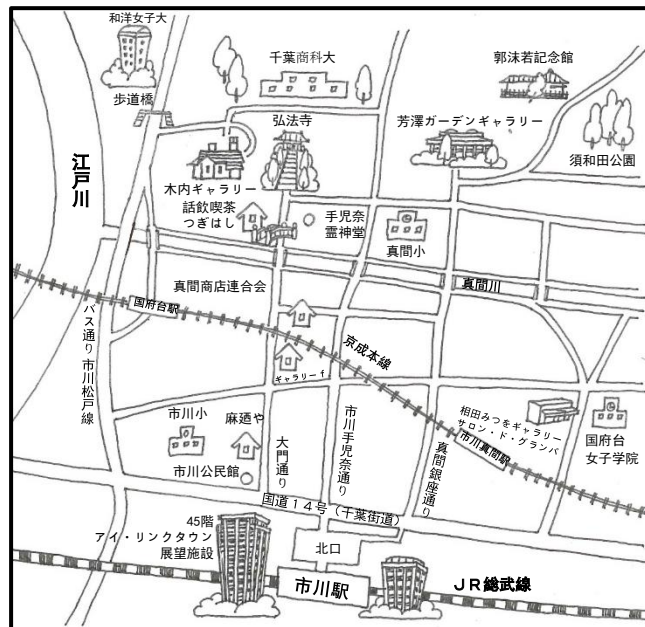 和洋女子大
歩道橋
千葉商科大
郭沫若記念館
弘法寺
芳澤ガーデンギャラリー
須和田公園
江戸川
木内ギャラリー
話飲喫茶
つぎはし
手児奈
霊神堂
真間小
真間商店連合会
真間川
国府台駅
バス通り市川松戸線
京成本線
ギャラリーf
市川小
麻廼や
市川公民館
大門通り
市川手児奈通り
真間銀座通り
相田みつをギャラリー
サロン・ド・グランパ
市川真間駅
国府台
女子学院
国道14号(千葉街道)
45階
アイ・リンクタウン
展望施設
北口
市川駅
JR総武線